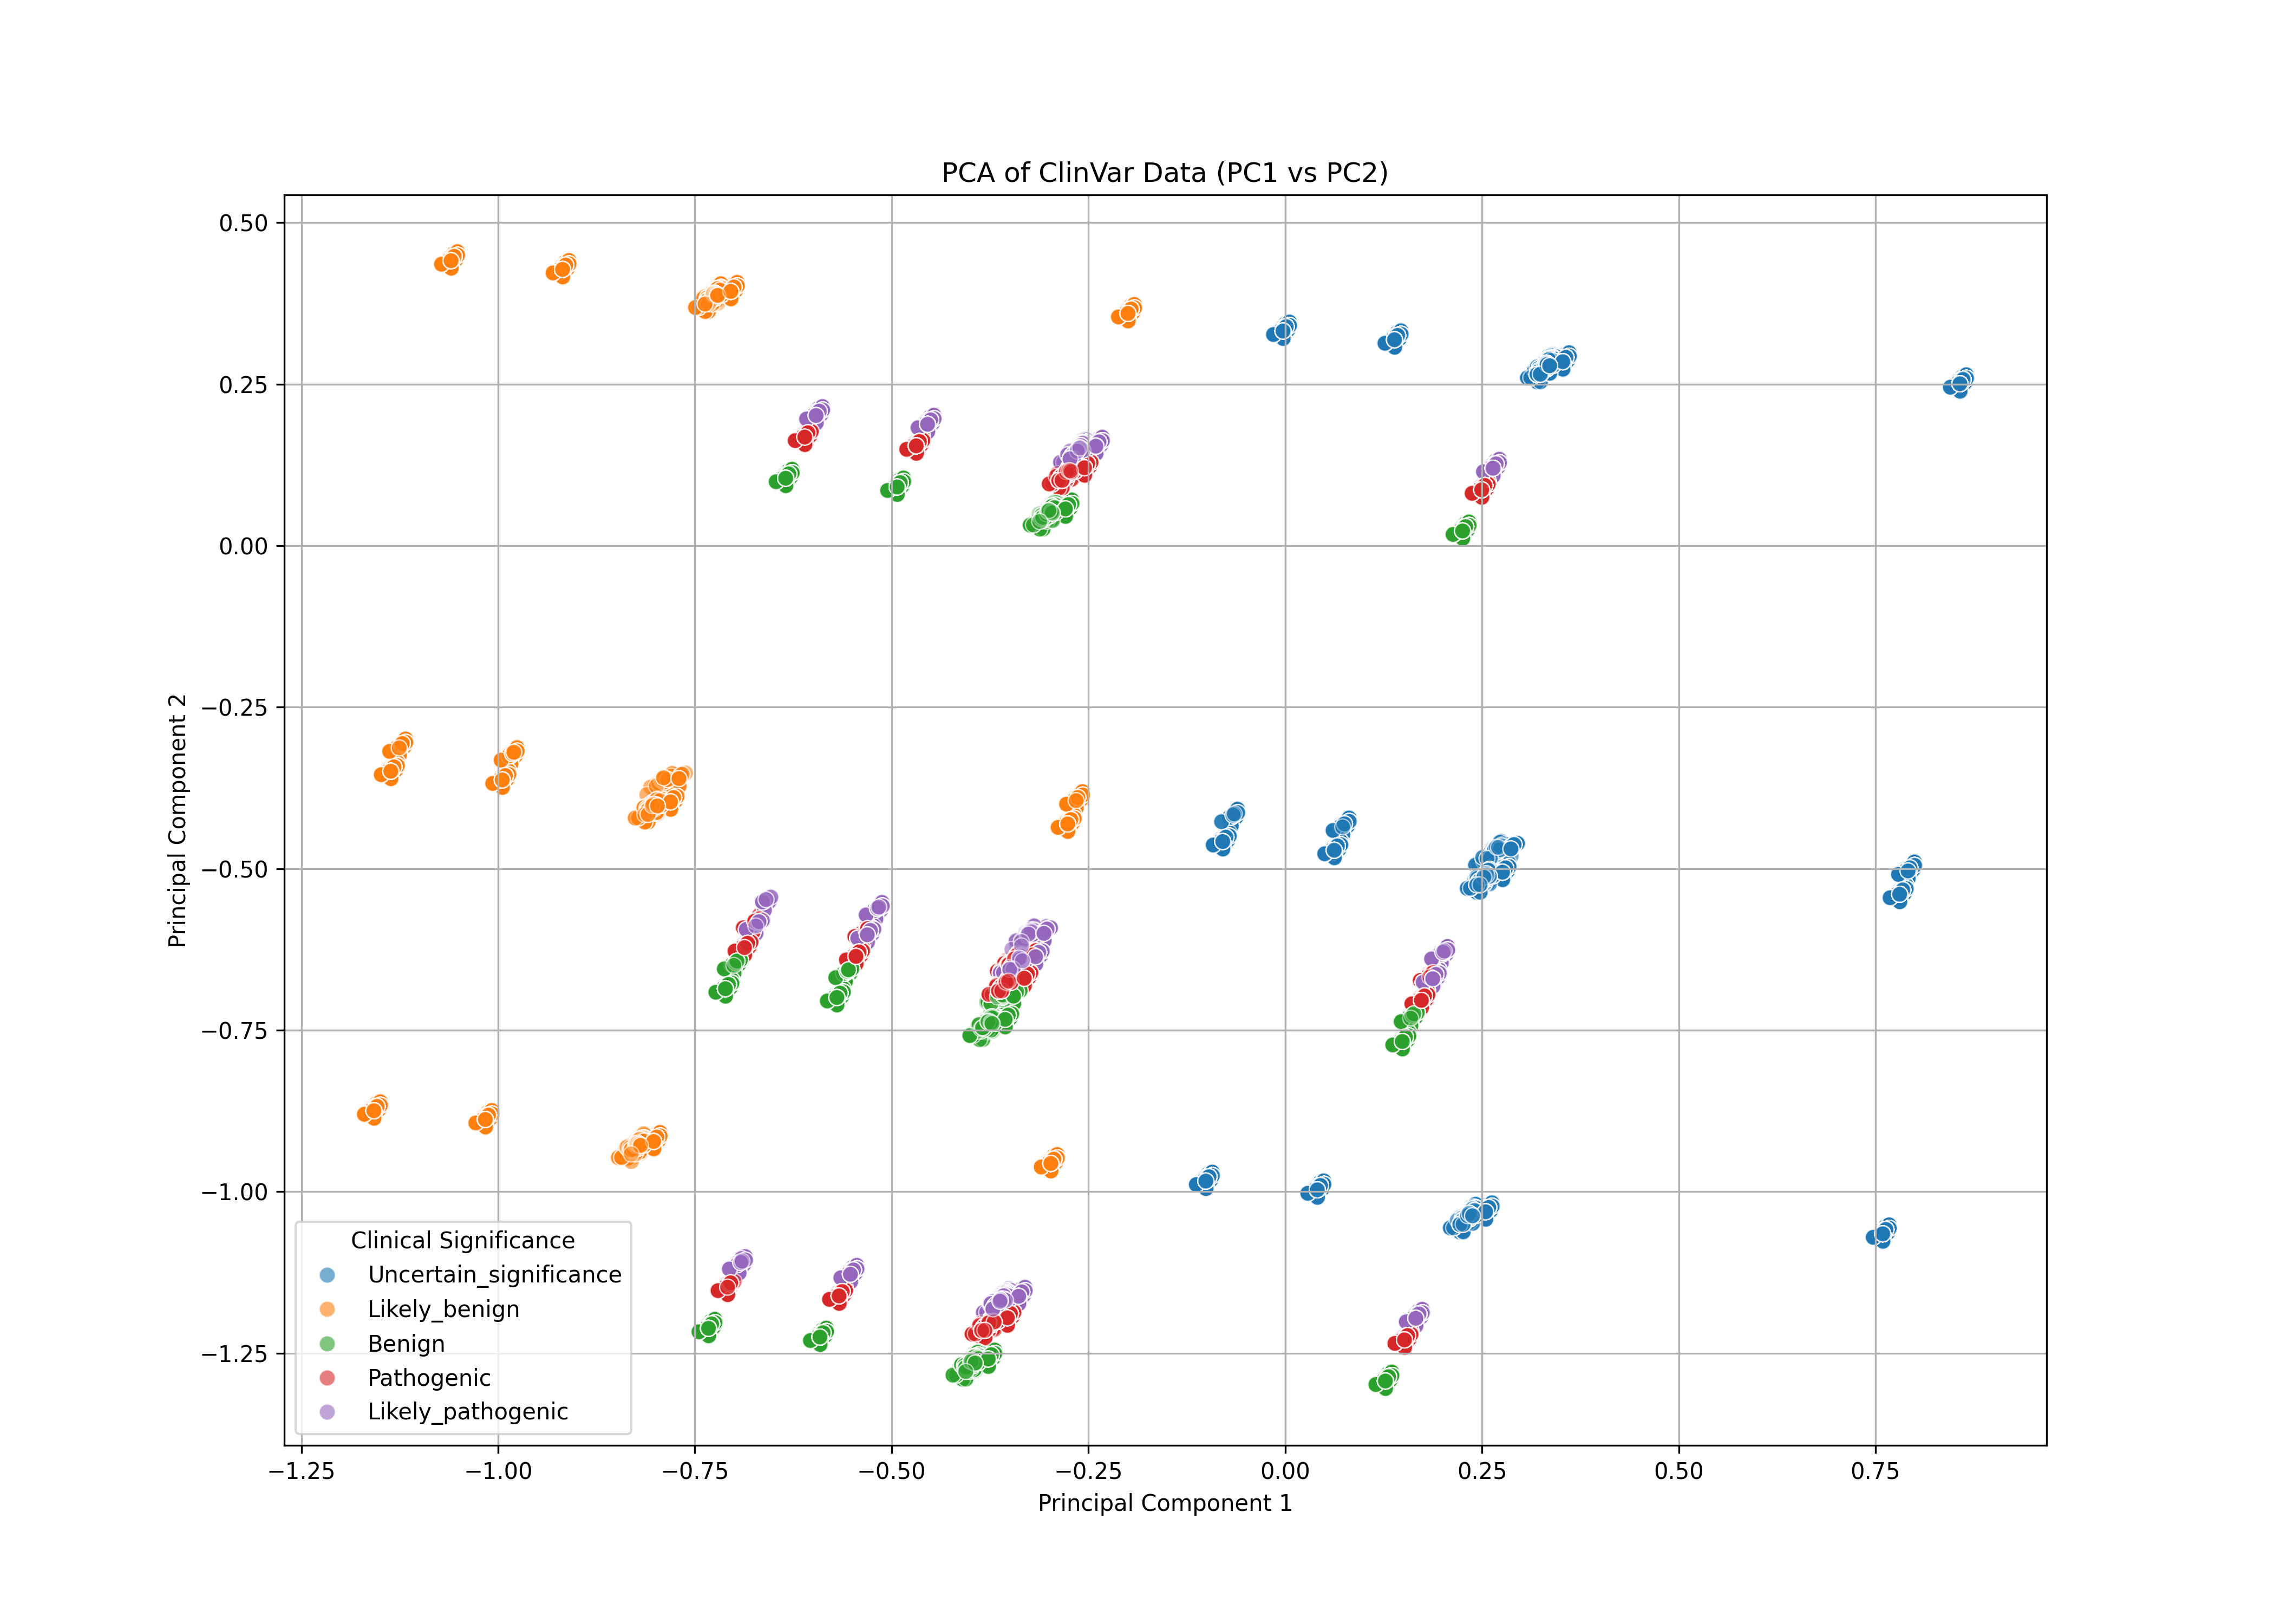 PCA of ClinVar Data (PC1 vs PC2)
0.50
0.25
0.00
−0.25
−0.50
−0.75
−1.00
−1.25
Principal Component 2
Clinical Significance
Uncertain_significance
Likely_benign
Benign
Pathogenic
Likely_pathogenic
−1.25 −1.00 −0.75 −0.50 −0.25 0.00 0.25 0.50 0.75
Principal Component 1